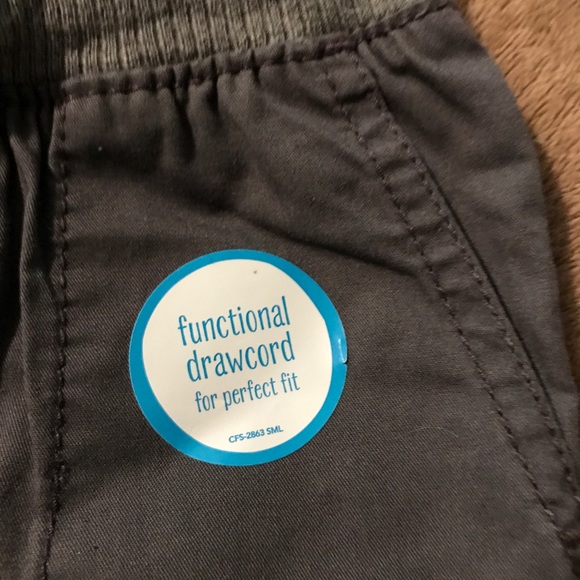 functional
drawcord
for perfect fit
CFS-2863 SML